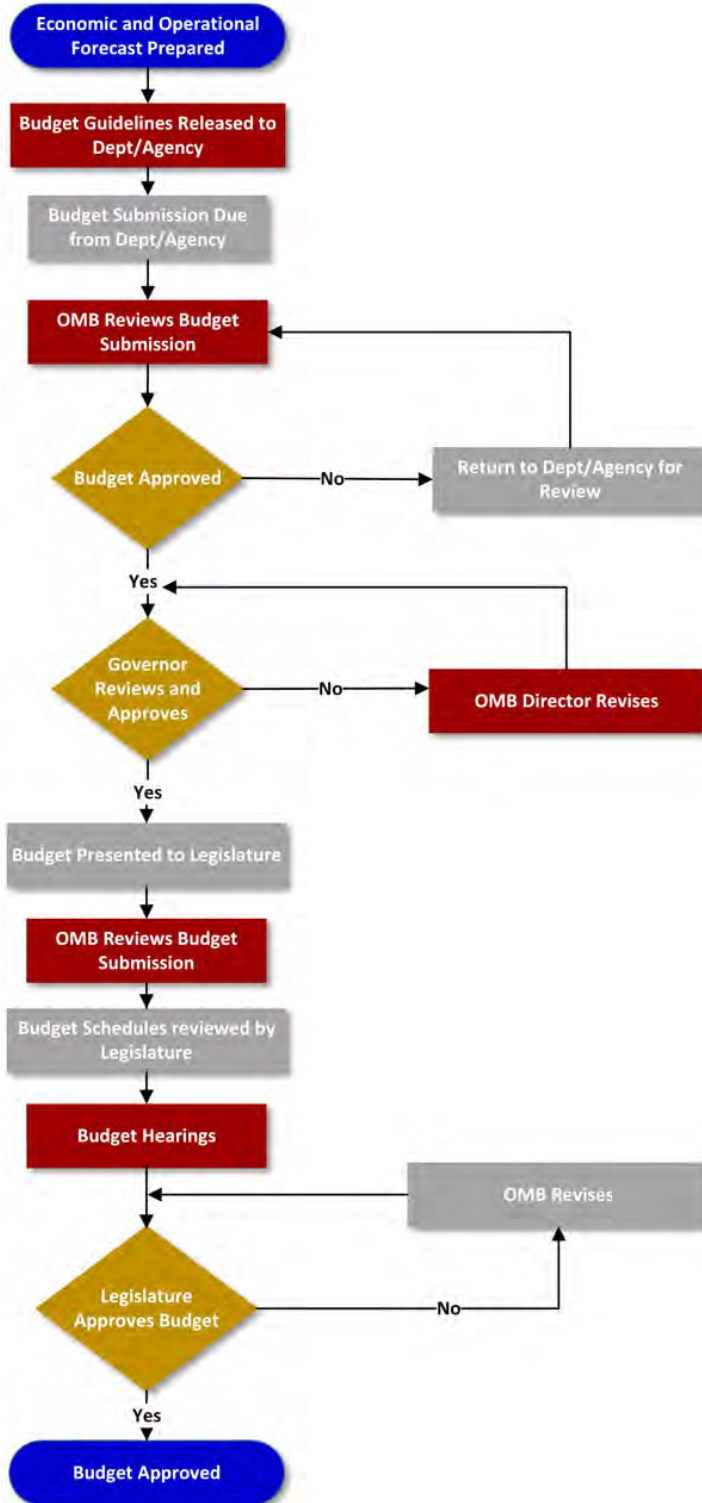 Economic and Operational
Forecast Prepared
Budget Guidelines Released to
Dept/Agency
Budget Submission Due
from Dept/Agency
OMB Reviews Budget
Submission
Budget Approved
No
Return to Dept/Agency for
Review
Yes
Governor
Reviews and
Approves
No
OMB Director Revises
Yes
Budget Presented to Legislature
OMB Reviews Budget
Submission
Budget Schedules reviewed by
Legislature
Budget Hearings
OMB Revises
Legislature
Approves Budget
No
Yes
Budget Approved